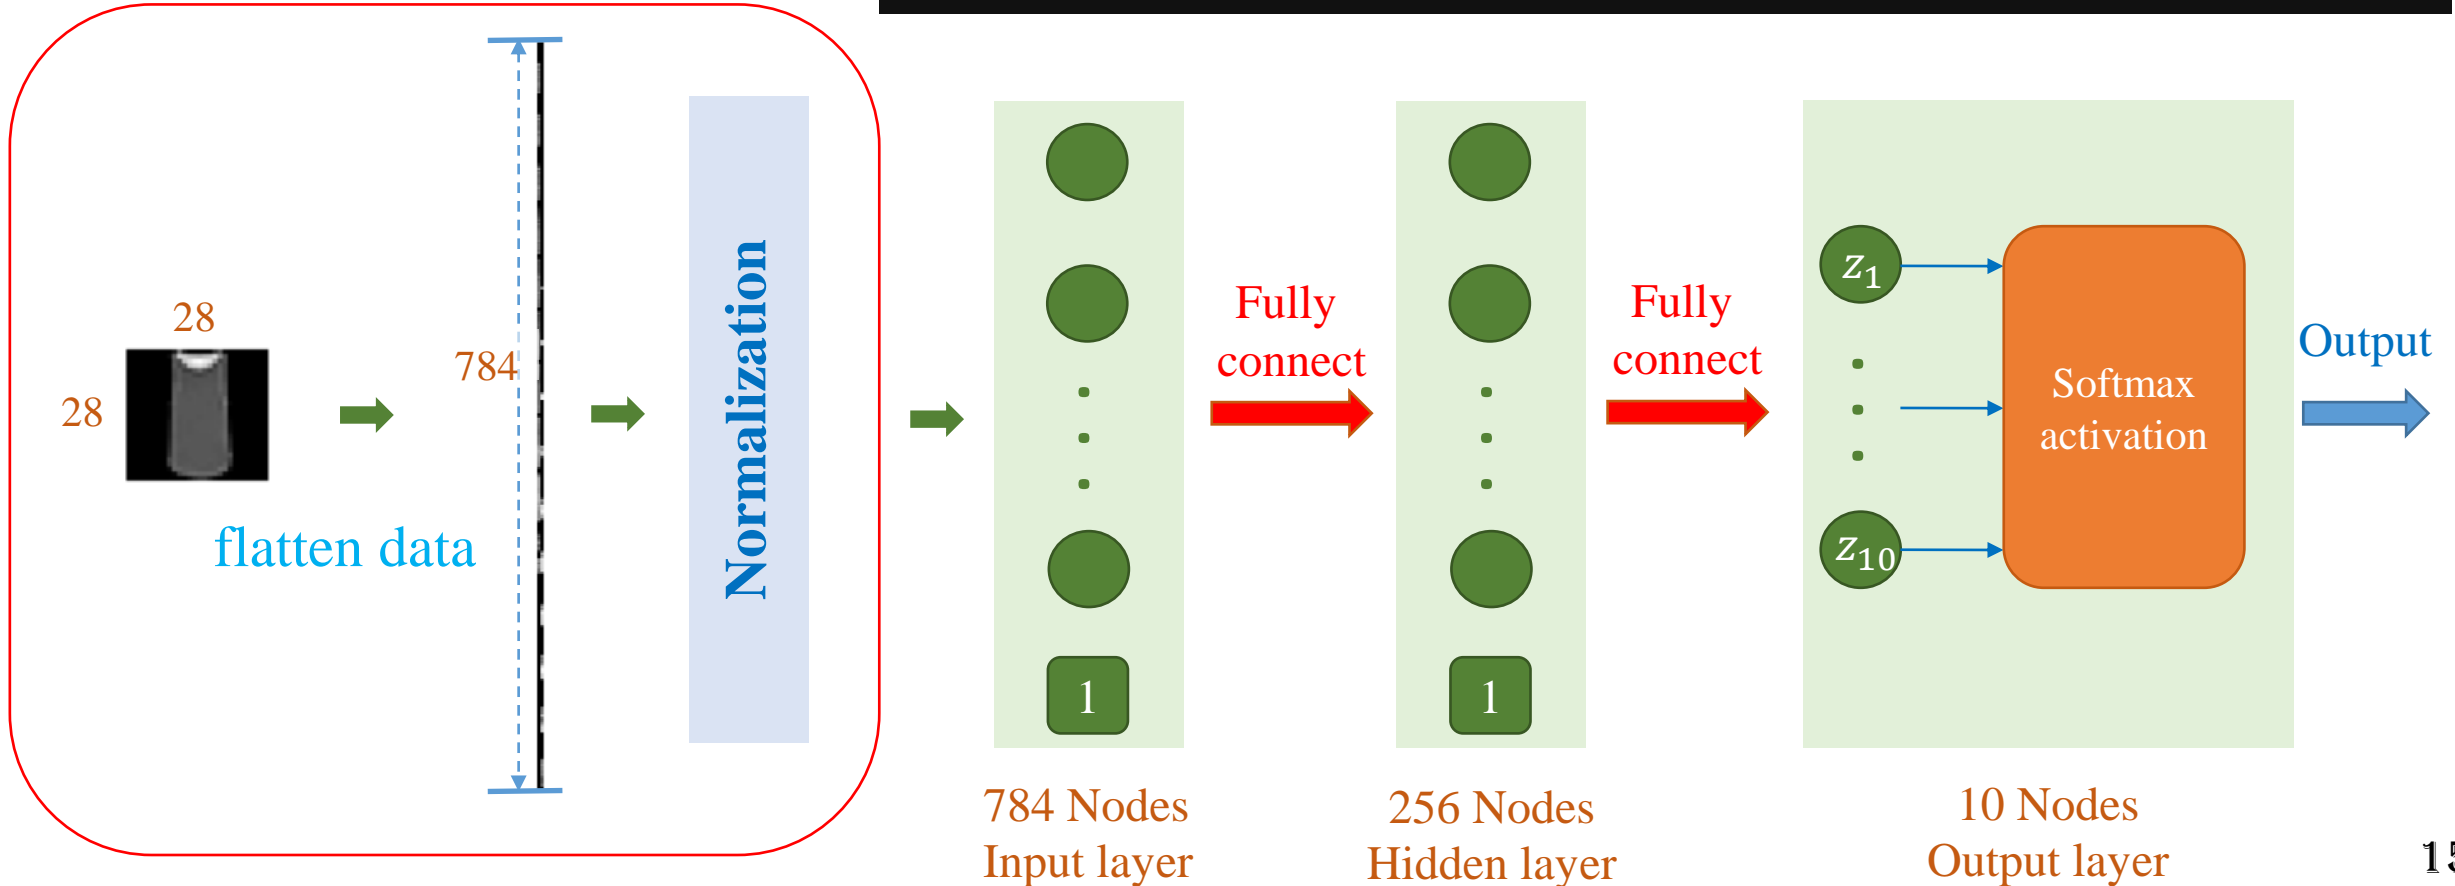 28
28
flatten data
784
Normalization
1
784 Nodes
Input layer
Fully
connect
1
256 Nodes
Hidden layer
Fully
connect
z₁
z₁₀
Softmax
activation
10 Nodes
Output layer
Output